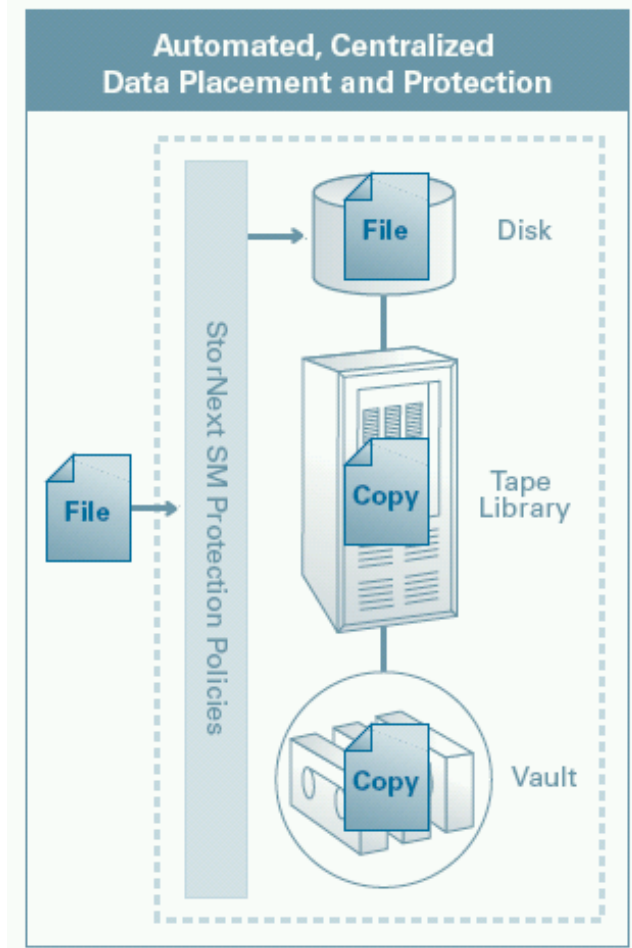 Automated, Centralized
Data Placement and Protection
File
StorNext SM Protection Policies
File
Disk
Copy
Tape
Library
Copy
Vault